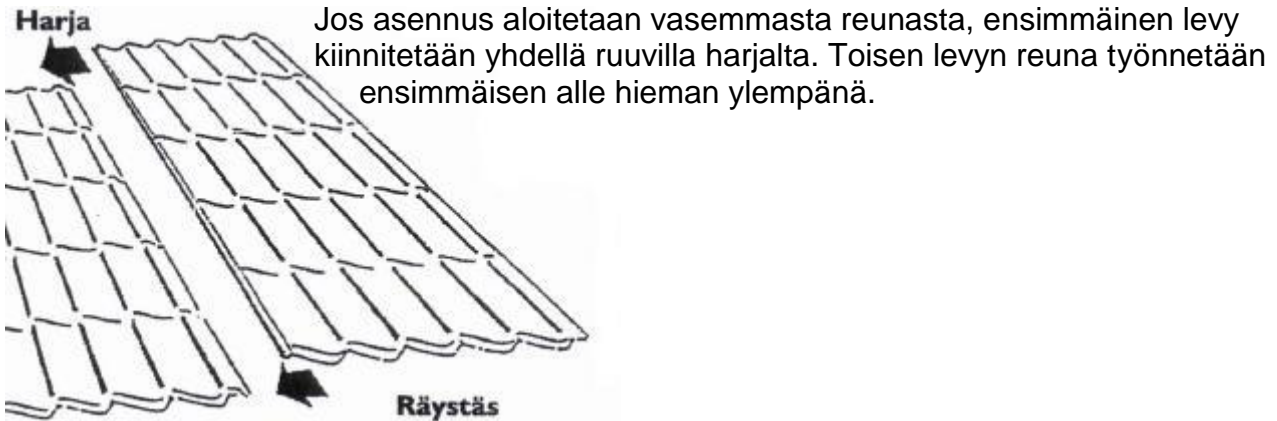 Harja
Jos asennus aloitetaan vasemmasta reunasta, ensimmäinen levy
kiinnitetään yhdellä ruuvilla harjalta. Toisen levyn reuna työnnetään
ensimmäisen alle hieman ylempänä.
Räystäs